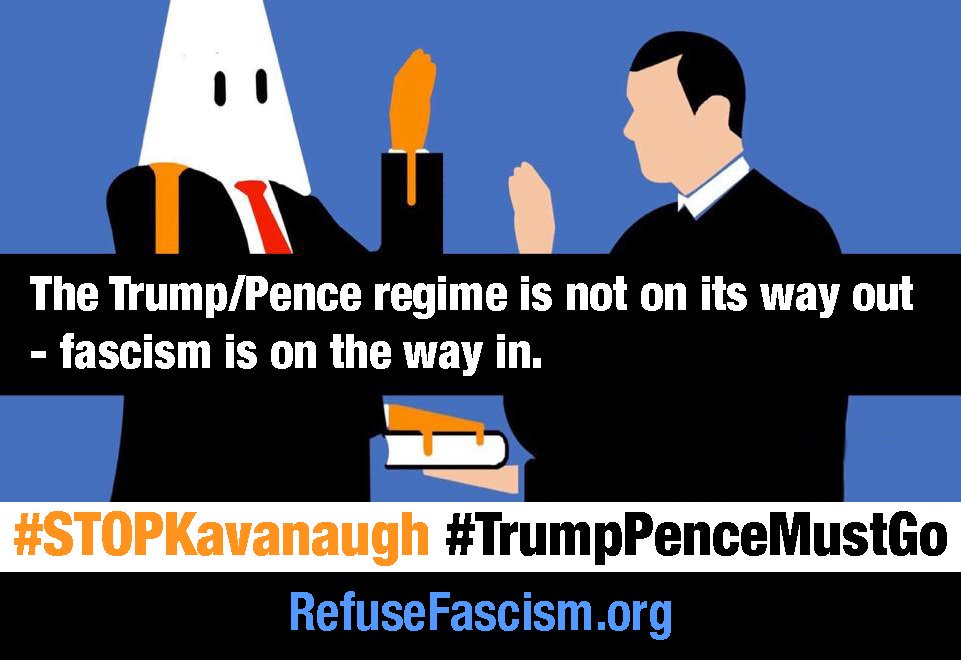 The Trump/Pence regime is not on its way out
- fascism is on the way in.
#STOPKavanaugh #TrumpPenceMustGo
RefuseFascism.org